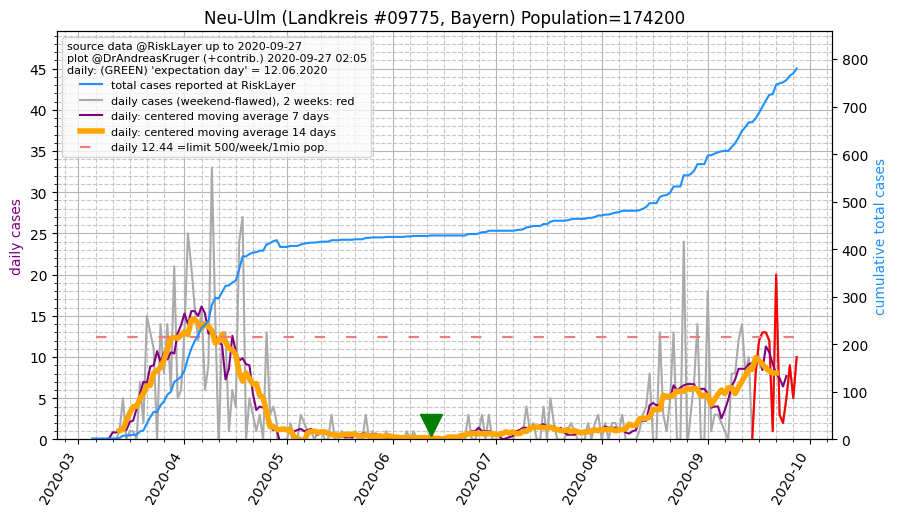 Neu-Ulm (Landkreis #09775, Bayern) Population=174200
source data @RiskLayer up to 2020-09-27
plot @DrAndreasKruger (+contrib.) 2020-09-27 02:05
daily: (GREEN) 'expectation day' = 12.06.2020
total cases reported at RiskLayer
daily cases (weekend-flawed), 2 weeks: red
daily: centered moving average 7 days
daily: centered moving average 14 days
daily 12.44 =limit 500/week/1mio pop.
daily cases
45
40
35
30
25
20
15
10
5
0
cumulative total cases
800
700
600
500
400
300
200
100
0
2020-03
2020-04
2020-05
2020-06
2020-07
2020-08
2020-09
2020-10